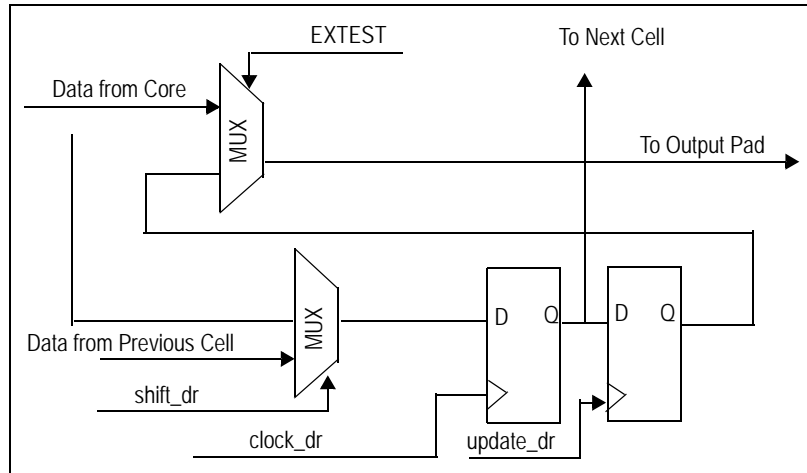 EXTEST
To Next Cell
Data from Core
MUX
To Output Pad
MUX
D Q
D Q
Data from Previous Cell
shift_dr
clock_dr
update_dr